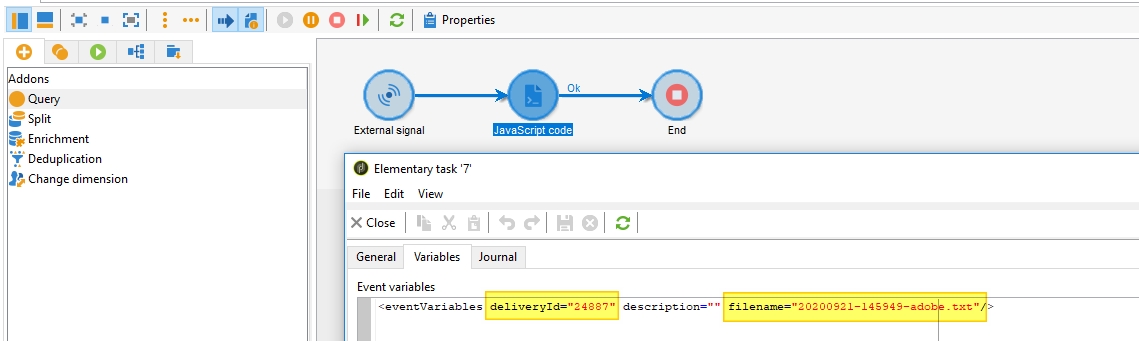 Properties
Addons
Query
Split
Enrichment
Deduplication
Change dimension
Ok
External signal
JavaScript code
End
Elementary task '7'
File Edit View
Close
General Variables Journal
Event variables
<eventVariables deliveryId="24887" description="" filename="20200921-145949-adobe.txt"/>